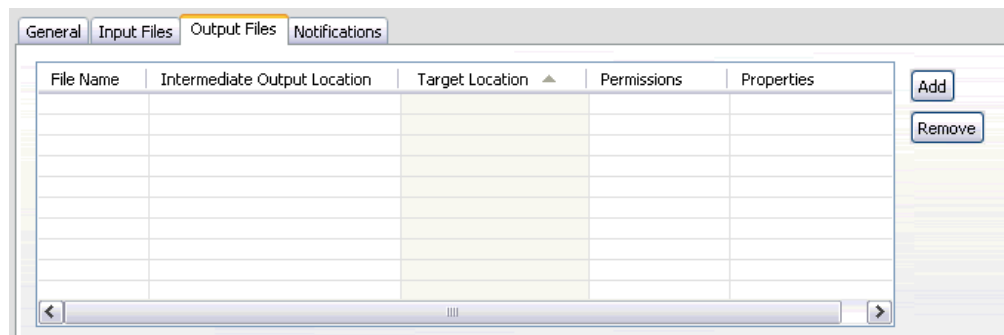 General Input Files Output Files Notifications
File Name Intermediate Output Location Target Location Permissions Properties
Add
Remove